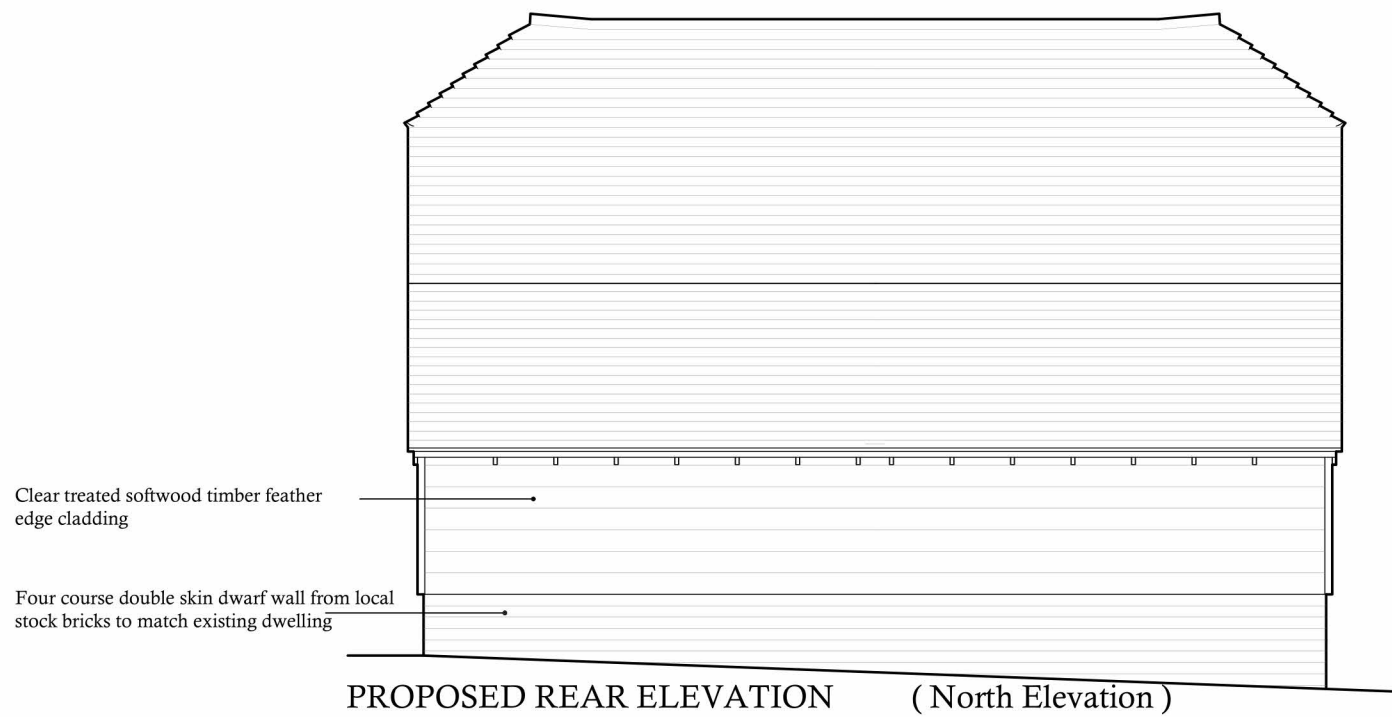 Clear treated softwood timber feather
edge cladding
Four course double skin dwarf wall from local
stock bricks to match existing dwelling
PROPOSED REAR ELEVATION ( North Elevation )